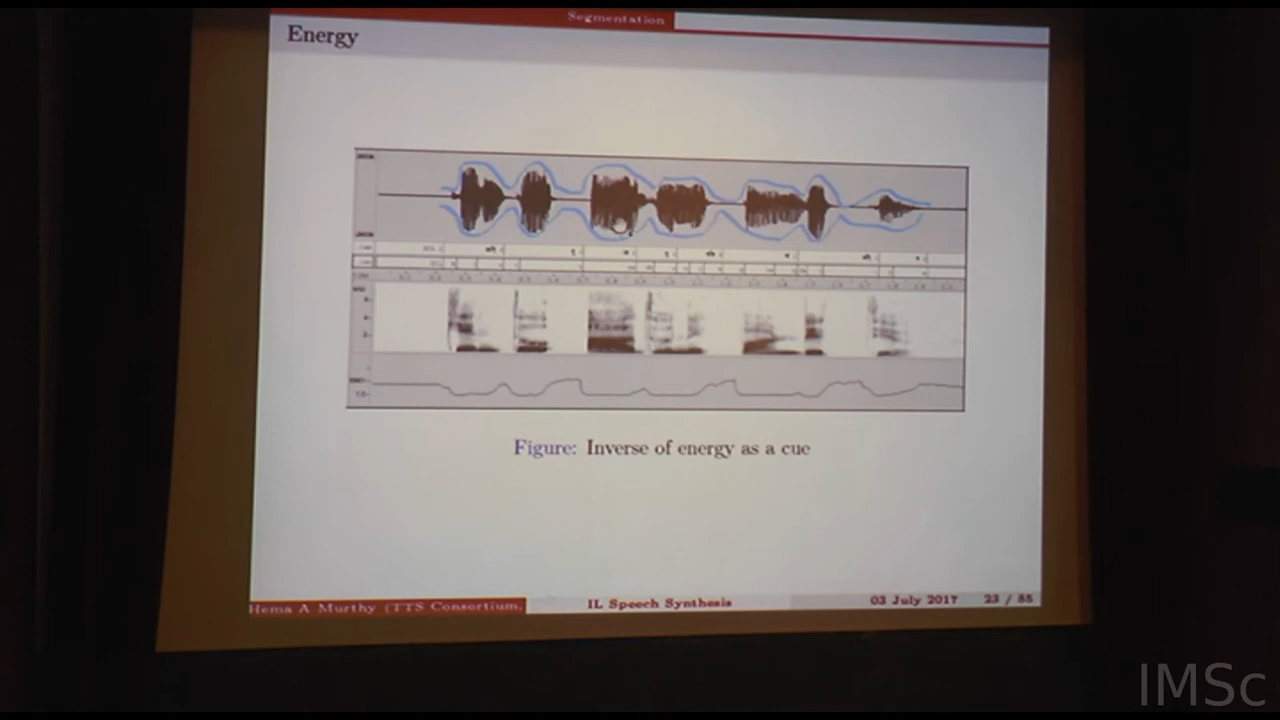 Segmentation
Energy
Figure: Inverse of energy as a cue
Hema A Murthy (TTS Consortium,
IL Speech Synthesis
03 July 2017
23 / 85
IMSc